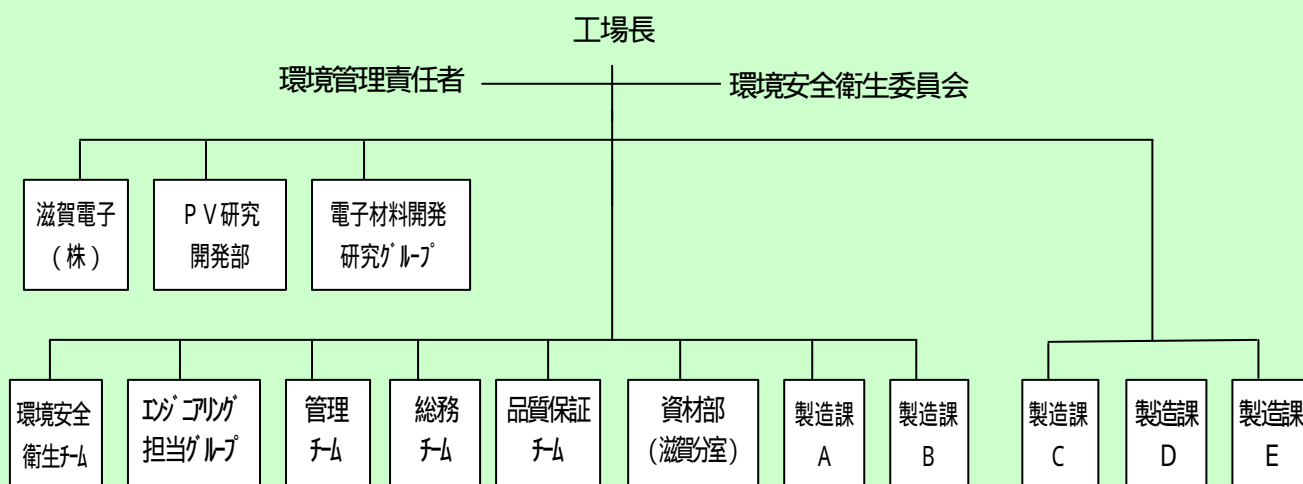 工場長
環境管理責任者
環境安全衛生委員会
滋賀電子
(株)
PV研究
開発部
電子材料開発
研究グループ
環境安全
衛生チーム
エンジニアリング
担当グループ
管理
チーム
総務
チーム
品質保証
チーム
資材部
(滋賀分室)
製造課
A
製造課
B
製造課
C
製造課
D
製造課
E